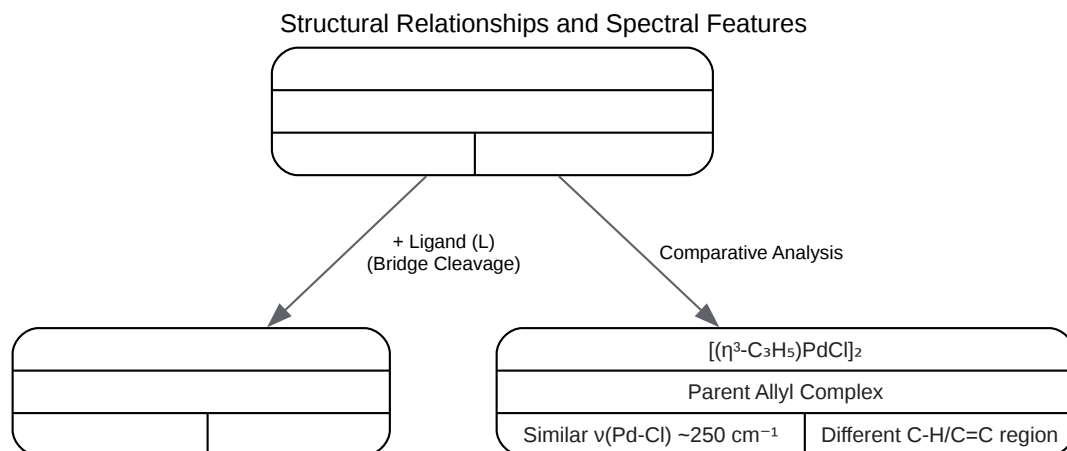 Structural Relationships and Spectral Features
+ Ligand (L)
(Bridge Cleavage)
Comparative Analysis
[(η³-C₃H₅)PdCl]₂
Parent Allyl Complex
Similar ν(Pd-Cl) ~250 cm⁻¹
Different C-H/C=C region